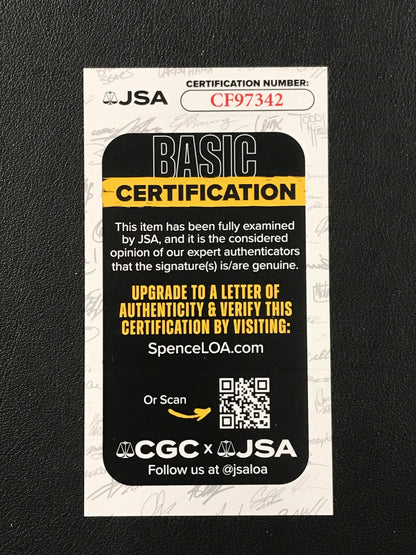 JSA
CERTIFICATION NUMBER:
CF97342
BASIC
CERTIFICATION
This item has been fully examined
by JSA, and it is the considered
opinion of our expert authenticators
that the signature(s) is/are genuine.
UPGRADE TO A LETTER OF
AUTHENTICITY & VERIFY THIS
CERTIFICATION BY VISITING:
SpenceLOA.com
Or Scan
CGC x JSA
Follow us at @jsaloa